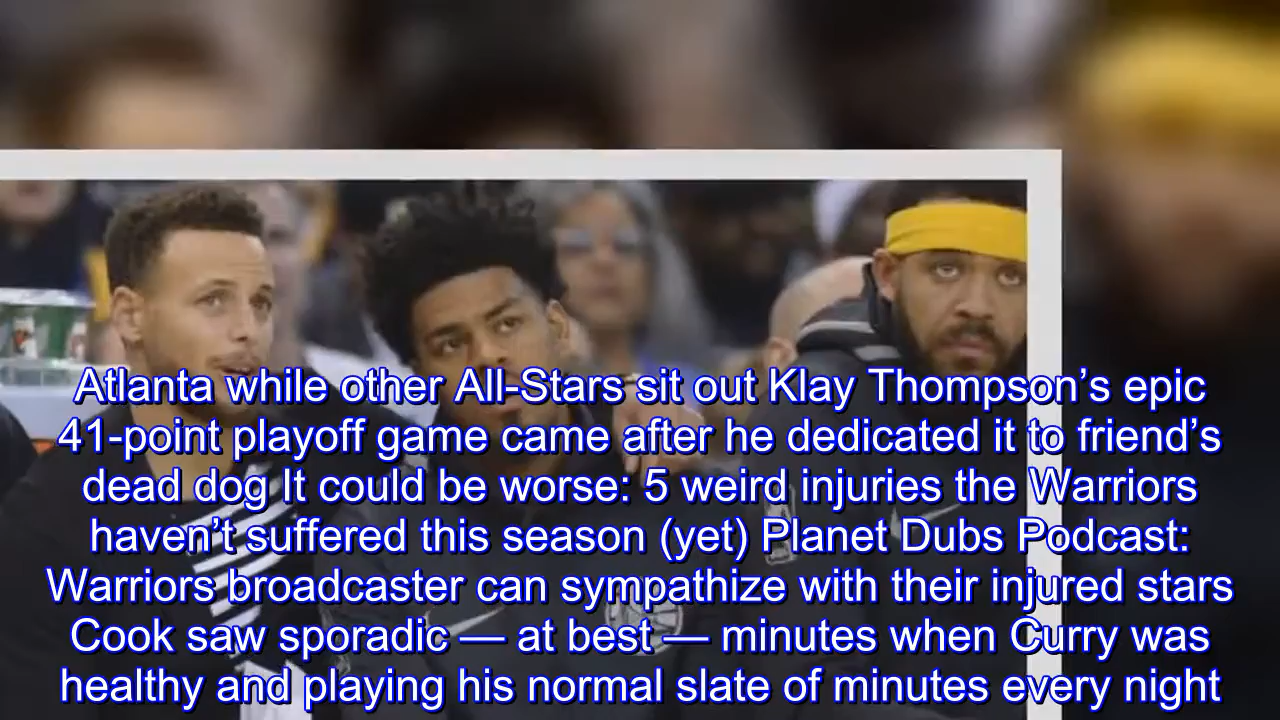 Atlanta while other All-Stars sit out Klay Thompson’s epic
41-point playoff game came after he dedicated it to friend’s
dead dog It could be worse: 5 weird injuries the Warriors
haven’t suffered this season (yet) Planet Dubs Podcast:
Warriors broadcaster can sympathize with their injured stars
Cook saw sporadic — at best — minutes when Curry was
healthy and playing his normal slate of minutes every night